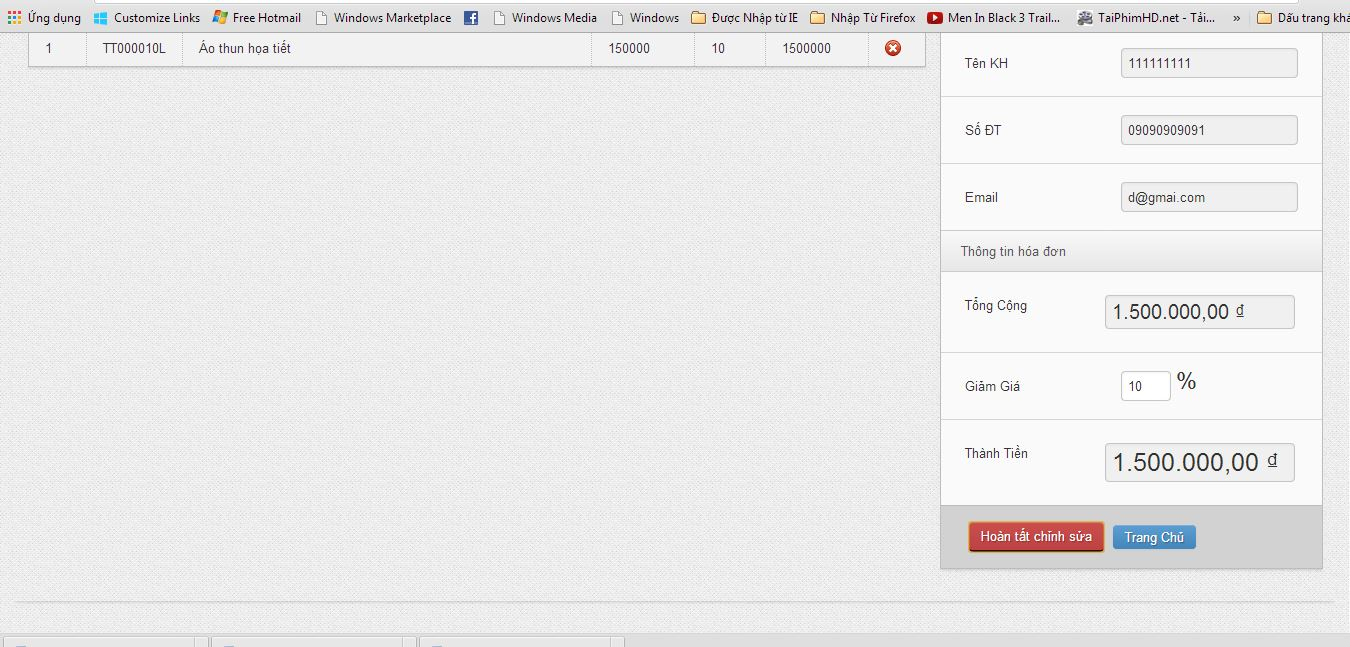 Ứng dụng Customize Links Free Hotmail Windows Marketplace Windows Media Windows Được Nhập từ IE Nhập Từ Firefox Men In Black 3 Trail... TaiPhimHD.net - Tải... » Dấu trang khá
1 TT000010L Áo thun họa tiết 150000 10 1500000
Tên KH 111111111
Số ĐT 09090909091
Email d@gmai.com
Thông tin hóa đơn
Tổng Cộng 1.500.000,00 ₫
Giảm Giá 10 %
Thành Tiền 1.500.000,00 ₫
Hoàn tất chỉnh sửa Trang Chủ